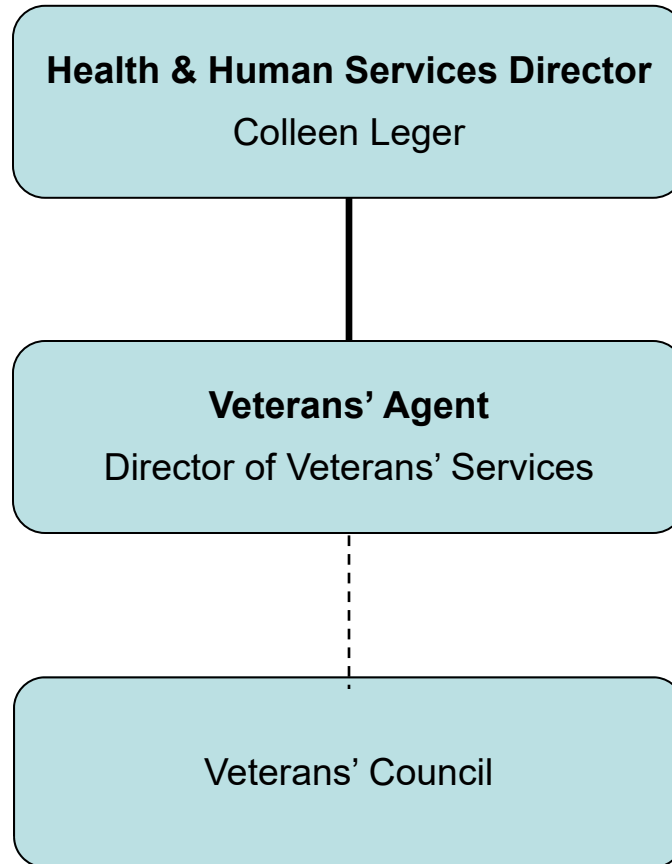 Health & Human Services Director
Colleen Leger
Veterans’ Agent
Director of Veterans’ Services
Veterans’ Council